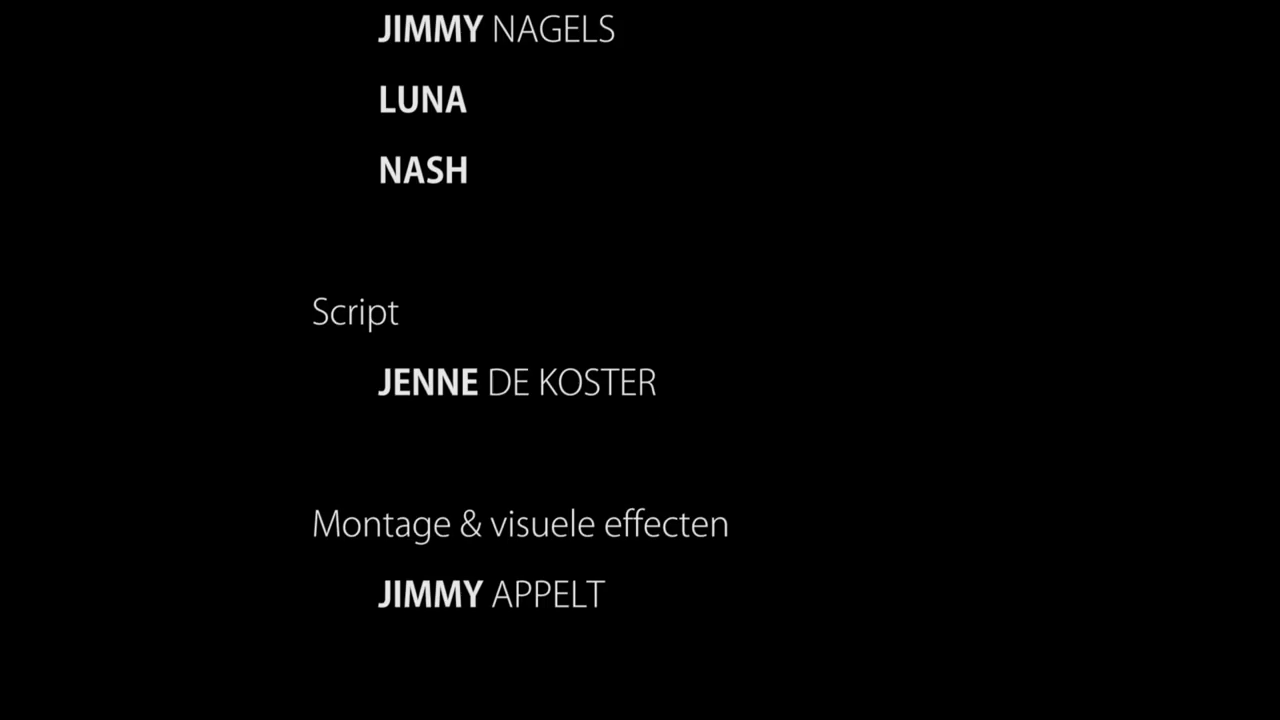 JIMMY NAGELS
LUNA
NASH
Script
JENNE DE KOSTER
Montage & visuele effecten
JIMMY APPELT